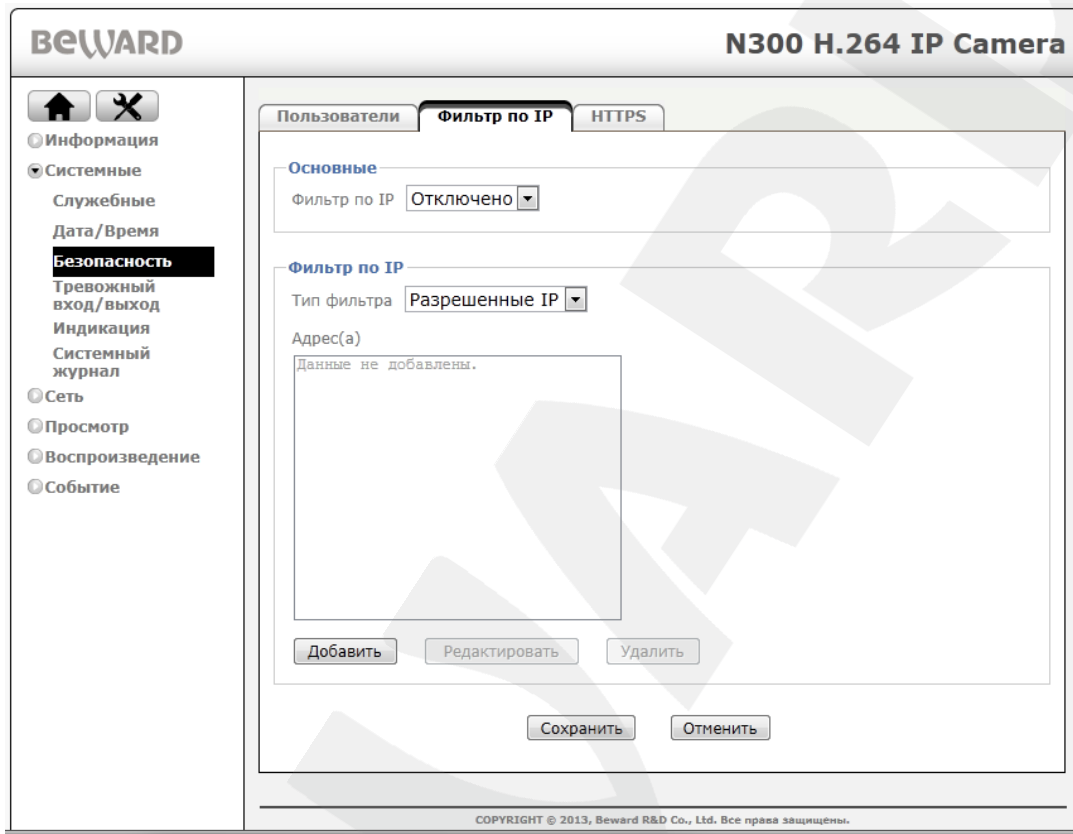 BEWARD
N300 H.264 IP Camera
Информация
Системные
Служебные
Дата/Время
Безопасность
Тревожный
вход/выход
Индикация
Системный
журнал
Сеть
Просмотр
Воспроизведение
Событие
Пользователи Фильтр по IP HTTPS
Основные
Фильтр по IP Отключено
Фильтр по IP
Тип фильтра Разрешенные IP
Адрес(а)
Данные не добавлены.
Добавить Редактировать Удалить
Сохранить Отменить
COPYRIGHT © 2013, Beward R&D Co., Ltd. Все права защищены.